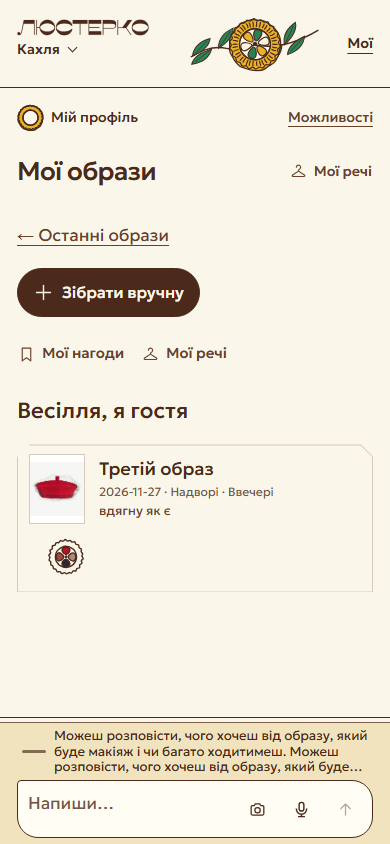 ЛЮСТЕРКО
Кахля
Мої
Мій профіль
Можливості
Мої образи
Мої речі
← Останні образи
Зібрати вручну
Мої нагоди
Мої речі
Весілля, я гостя
Третій образ
2026-11-27 · Надворі · Ввечері
вдягну як є
Можеш розповісти, чого хочеш від образу, який
буде макіяж і чи багато ходитимеш. Можеш
розповісти, чого хочеш від образу, який буде…
Напиши…